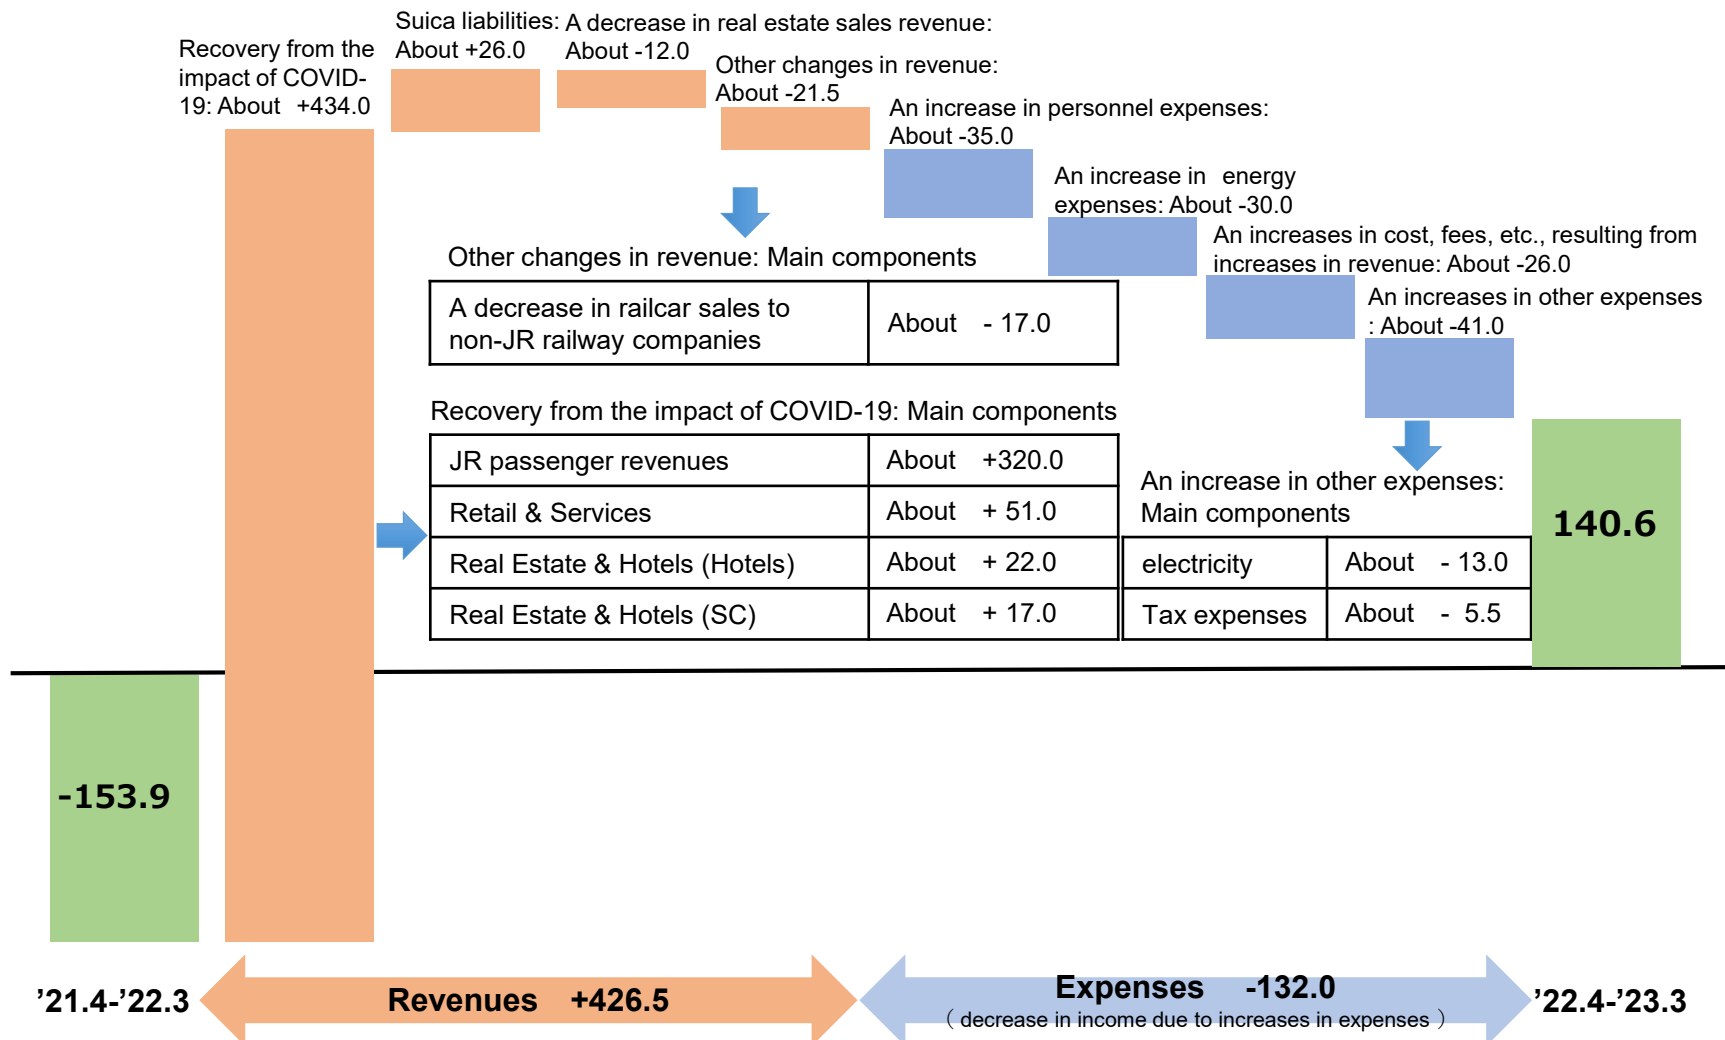 Recovery from the
impact of COVID-
19: About +434.0
Suica liabilities:
About +26.0
A decrease in real estate sales revenue:
About -12.0
Other changes in revenue:
About -21.5
An increase in personnel expenses:
About -35.0
An increase in energy
expenses: About -30.0
An increases in cost, fees, etc., resulting from
increases in revenue: About -26.0
An increases in other expenses
: About -41.0
Other changes in revenue: Main components
A decrease in railcar sales to
non-JR railway companies
About - 17.0
Recovery from the impact of COVID-19: Main components
JR passenger revenues About +320.0
Retail & Services About + 51.0
Real Estate & Hotels (Hotels) About + 22.0
Real Estate & Hotels (SC) About + 17.0
An increase in other expenses:
Main components
electricity About - 13.0
Tax expenses About - 5.5
140.6
-153.9
’21.4-’22.3
Revenues +426.5
Expenses -132.0
（ decrease in income due to increases in expenses ）
’22.4-’23.3